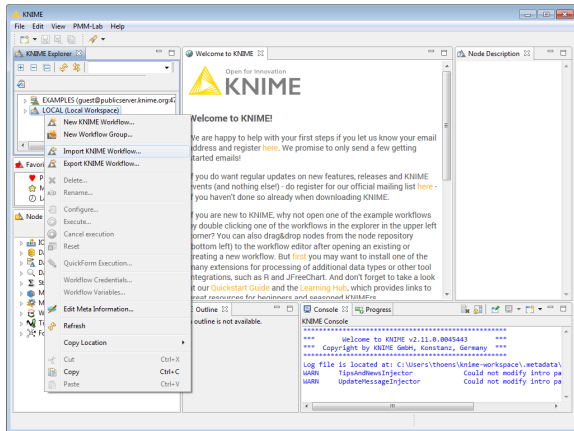 KNIME
File Edit View PMM-Lab Help
KNIME Explorer
EXAMPLES (guest@publicserver.knime.org:47
LOCAL (Local Workspace)
New KNIME Workflow...
New Workflow Group...
Import KNIME Workflow...
Export KNIME Workflow...
Delete...
Rename...
Configure...
Execute...
Cancel execution
Reset
QuickForm Execution...
Workflow Credentials...
Workflow Variables...
Edit Meta Information...
Refresh
Copy Location
Cut Ctrl+X
Copy Ctrl+C
Paste Ctrl+V
Favori
Node
Welcome to KNIME
Open for Innovation
KNIME
Welcome to KNIME!
We are happy to help with your first steps if you let us know your email
address and register here. We promise to only send a few getting
started emails!
If you do want regular updates on new features, releases and KNIME
events (and nothing else!) - do register for our official mailing list here -
if you haven't done so already when downloading KNIME.
If you are new to KNIME, why not open one of the example workflows
by double clicking one of the workflows in the explorer in the upper left
corner? You can also drag&drop nodes from the node repository
(bottom left) to the workflow editor after opening an existing or
creating a new workflow. But first you may want to install one of the
many extensions for processing of additional data types or other tool
integrations, such as R and JFreeChart. And don't forget to take a look
at our Quickstart Guide and the Learning Hub, which provides links to
great resources for beginners and seasoned KNIMErs
Node Description
Outline
outline is not available.
Console Progress
KNIME Console
***********************************************
*** Welcome to KNIME v2.11.0.0045443 ***
*** Copyright by KNIME GmbH, Konstanz, Germany ***
***********************************************
Log file is located at: C:\Users\thoens\knime-workspace\.metadata\
WARN TipsAndNewsInjector Could not modify intro pa
WARN UpdateMessageInjector Could not modify intro pa